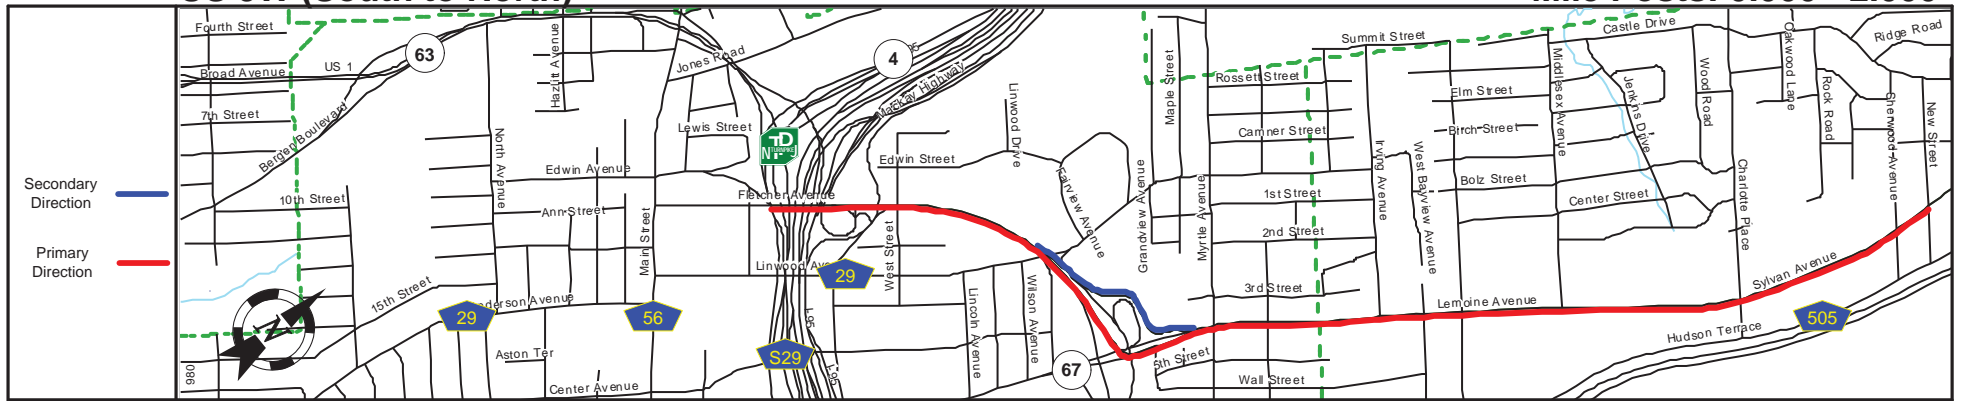 Fourth Street
Broad Avenue
US 1
63
7th Street
Bergen Boulevard
10th Street
15th Street
980
Hazlitt Avenue
North Avenue
Jones Road
4
Mackay Highway
Lewis Street
TURNPIKE
Edwin Avenue
Ann Street
Main Street
Fletcher Avenue
Edwin Street
Linwood Drive
Fairview Avenue
Grandview Avenue
Maple Street
Myrtle Avenue
Summit Street
Rossett Street
Camner Street
1st Street
2nd Street
3rd Street
Irving Avenue
West Bayview Avenue
Elm Street
Birch Street
Bolz Street
Center Street
Middlesex Avenue
Jenkins Drive
Castle Drive
Wood Road
Charlotte Place
Oakwood Lane
Rock Road
Ridge Road
Sherwood Avenue
New Street
Secondary
Direction
Primary
Direction
N
29
56
29
S29
I-95
I-95
Aston Ter
Center Avenue
West Street
Lincoln Avenue
Wilson Avenue
67
5th Street
Wall Street
Lemoine Avenue
Sylvan Avenue
Hudson Terrace
505